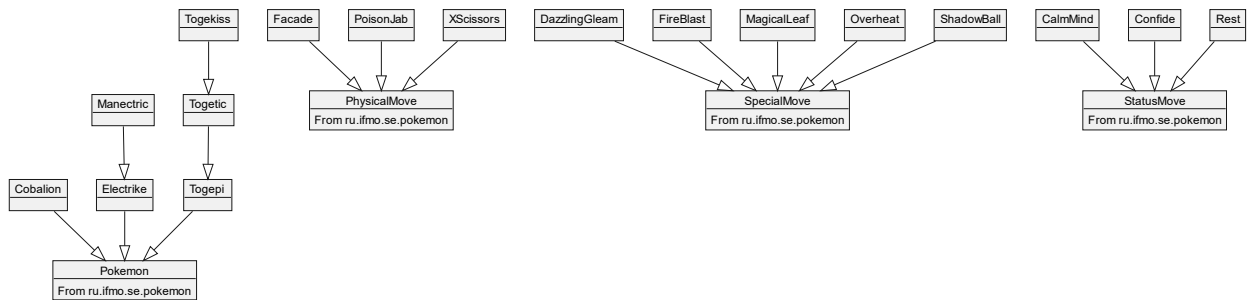 Togekiss
Facade
PoisonJab
XScissors
DazzlingGleam
FireBlast
MagicalLeaf
Overheat
ShadowBall
CalmMind
Confide
Rest
Manectric
Togetic
PhysicalMove
From ru.ifmo.se.pokemon
SpecialMove
From ru.ifmo.se.pokemon
StatusMove
From ru.ifmo.se.pokemon
Cobalion
Electrike
Togepi
Pokemon
From ru.ifmo.se.pokemon